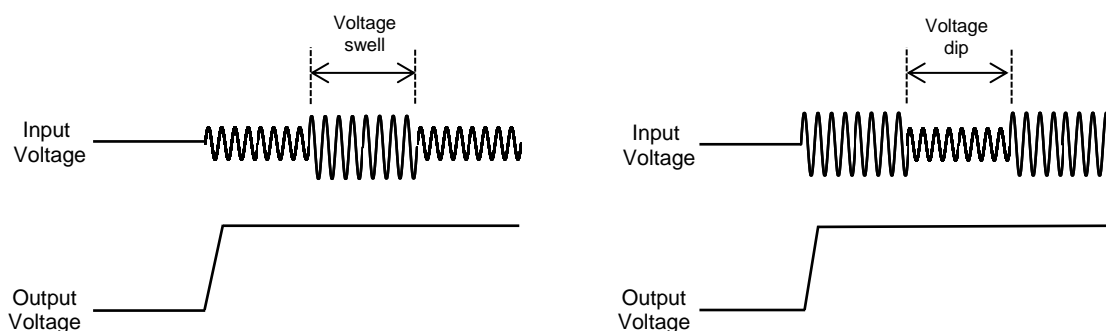 Voltage
swell
Input
Voltage
Output
Voltage
Voltage
dip
Input
Voltage
Output
Voltage